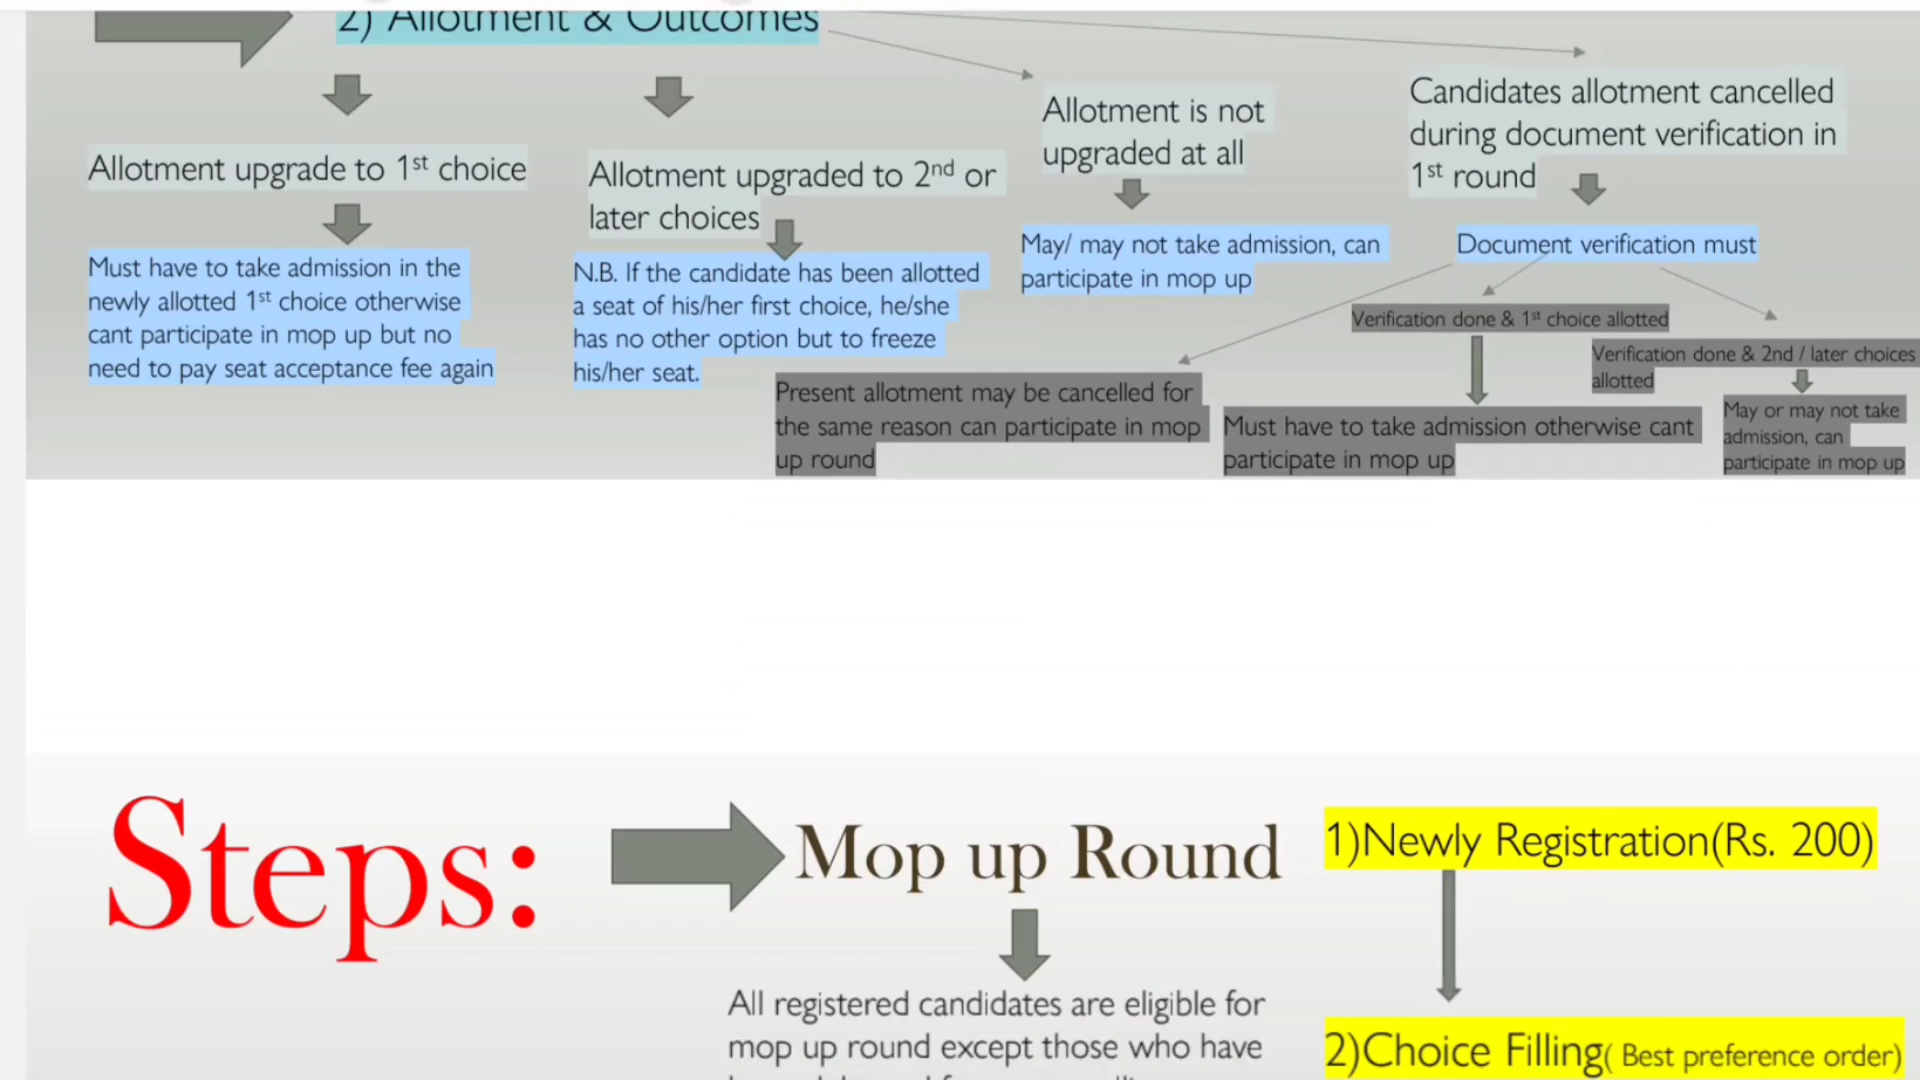 2) Allotment & Outcomes
Allotment upgrade to 1st choice
Must have to take admission in the
newly allotted 1st choice otherwise
cant participate in mop up but no
need to pay seat acceptance fee again
Allotment upgraded to 2nd or
later choices
N.B. If the candidate has been allotted
a seat of his/her first choice, he/she
has no other option but to freeze
his/her seat.
Allotment is not
upgraded at all
May/ may not take admission, can
participate in mop up
Candidates allotment cancelled
during document verification in
1st round
Document verification must
Present allotment may be cancelled for
the same reason can participate in mop
up round
Verification done & 1st choice allotted
Must have to take admission otherwise cant
participate in mop up
Verification done & 2nd / later choices
allotted
May or may not take
admission, can
participate in mop up
Steps:
Mop up Round
All registered candidates are eligible for
mop up round except those who have
1)Newly Registration(Rs. 200)
2)Choice Filling( Best preference order)